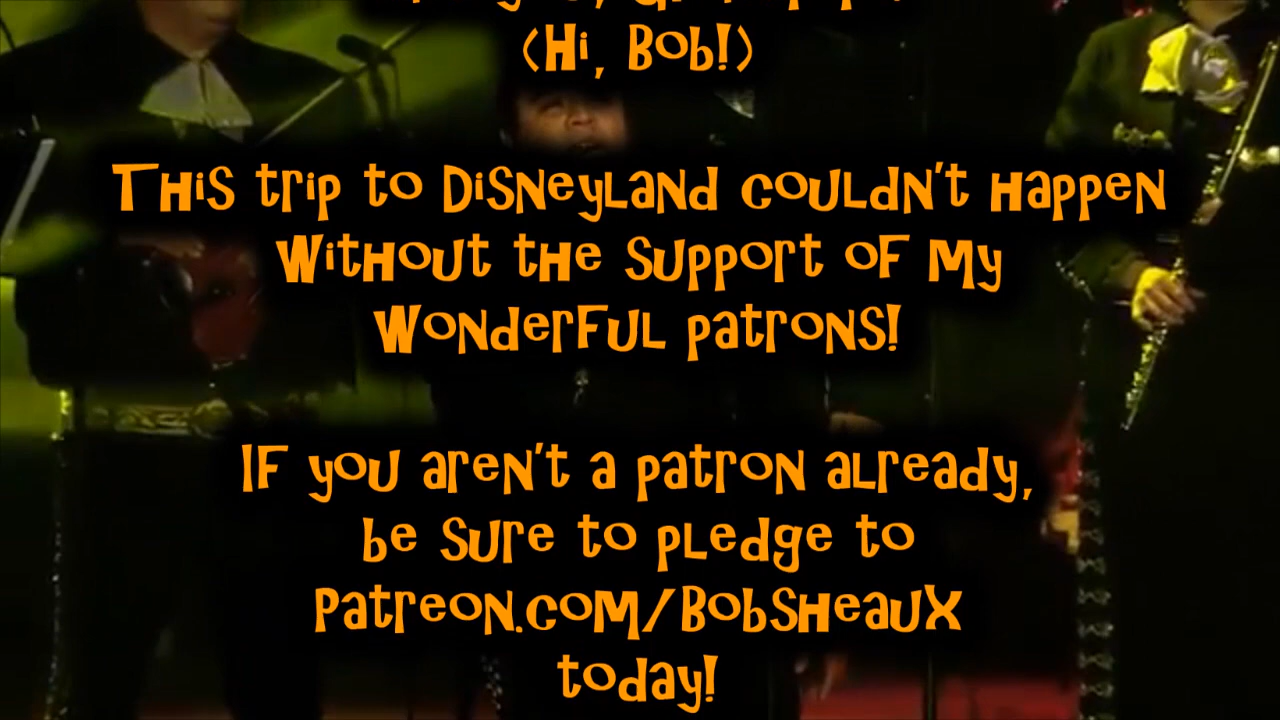 (Hi, Bob!)
This trip to Disneyland couldn't happen
without the support of my
wonderful patrons!
If you aren't a patron already,
be sure to pledge to
Patreon.com/BobSheaux
today!